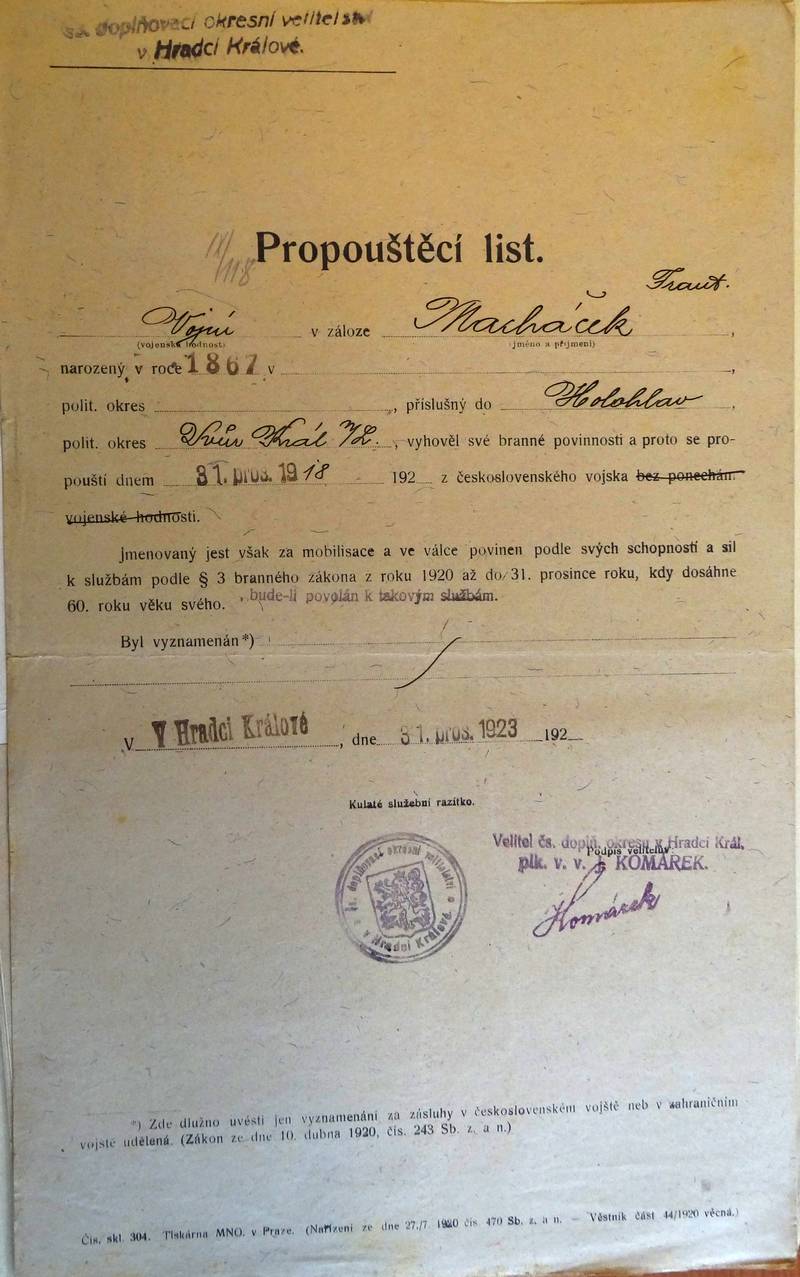 čs. doplňovací okresní velitelství
v Hradci Králové.
Propouštěcí list.
Vojín v záloze Macháček Frant.
(vojenská hodnost) (jméno a příjmení)
narozený v roce 1867 v
polit. okres , příslušný do Holohlav ,
polit. okres Dvůr Král. n/L. , vyhověl své branné povinnosti a proto se pro-
pouští dnem 31. pros. 1918 192 z československého vojska bez ponechání
vojenské hodnosti.
Jmenovaný jest však za mobilisace a ve válce povinen podle svých schopností a sil
k službám podle § 3 branného zákona z roku 1920 až do 31. prosince roku, kdy dosáhne
60. roku věku svého. , bude-li povolán k takovým službám.
Byl vyznamenán*)
V V Hradci Králové , dne 31. pros. 1923 192
Kulaté služební razítko.
Velitel čs. dopln. okresu v Hradci Král.
Podpis velitele:
plk. v. v. KOMÁREK.
Komárek
čs. doplňovací okresní velitelství
v Hradci Králové
*) Zde dlužno uvésti jen vyznamenání za zásluhy v československém vojště neb v zahraničním
vojště udělená. (Zákon ze dne 10. dubna 1920, čís. 243 Sb. z. a n.)
Čís. skl. 304. Tiskárna MNO. v Praze. (Nařízení ze dne 27./7 1920 čís 470 Sb. z. a n. – Věstník část 44/1920 věcná.)